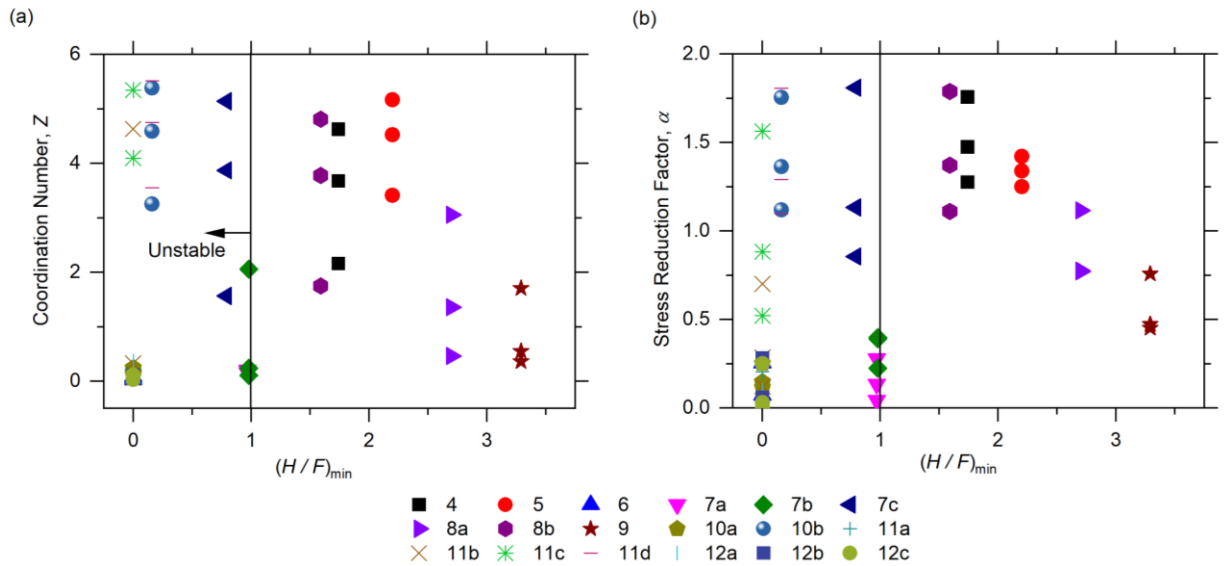 (a)
(b)
6
4
2
0
Coordination Number, Z
Unstable
0 1 2 3
(H / F)min
2.0
1.5
1.0
0.5
0.0
Stress Reduction Factor, α
0 1 2 3
(H / F)min
4 5 6 7a 7b 7c
8a 8b 9 10a 10b 11a
11b 11c 11d 12a 12b 12c